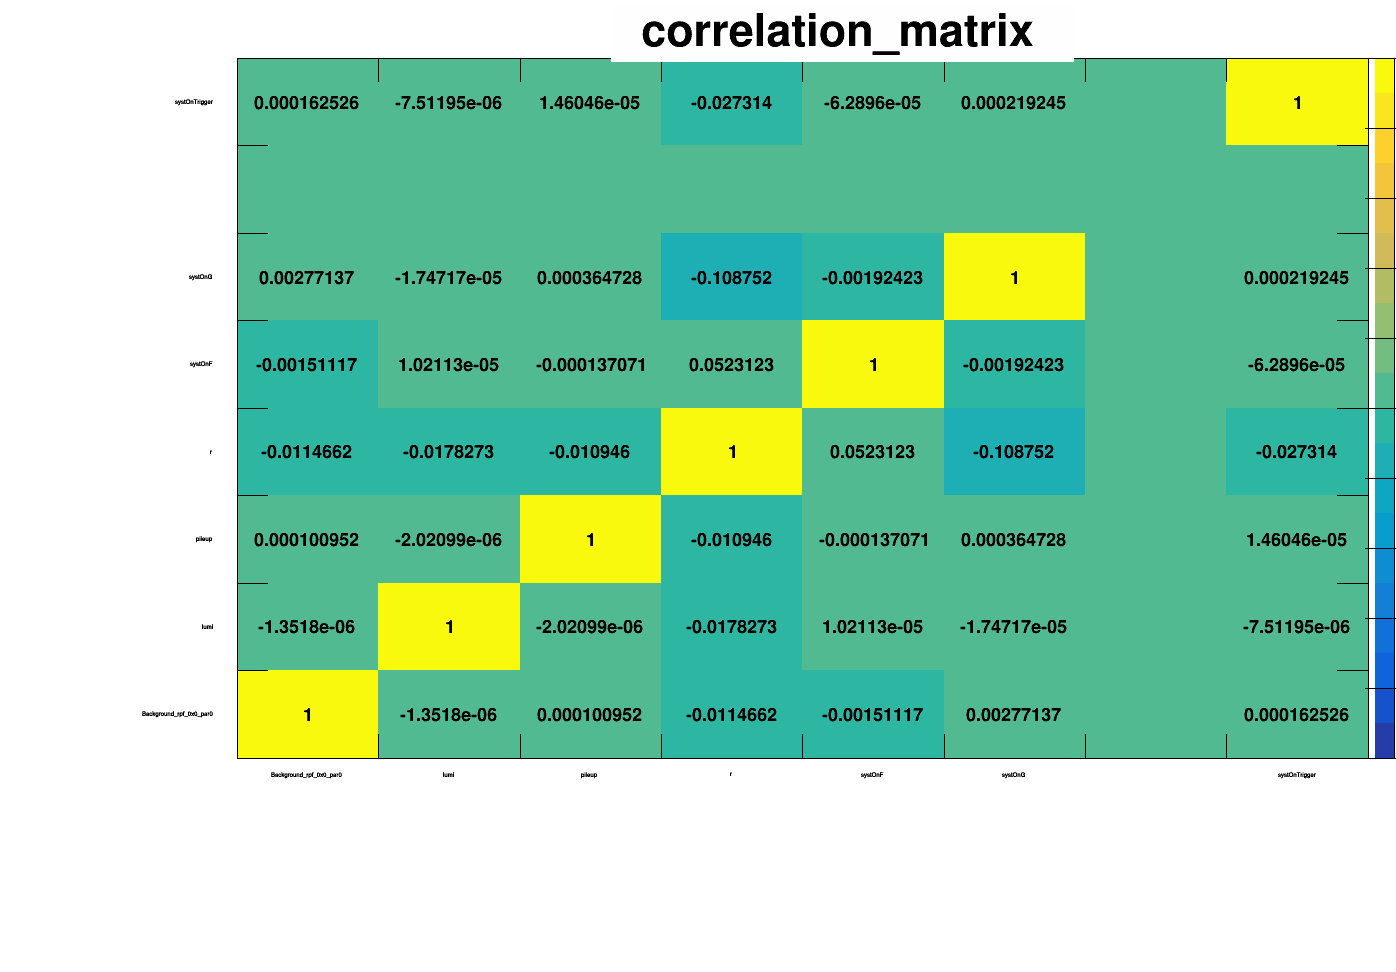 correlation_matrix
systOnTrigger 0.000162526 -7.51195e-06 1.46046e-05 -0.027314 -6.2896e-05 0.000219245 1
systOnG 0.00277137 -1.74717e-05 0.000364728 -0.108752 -0.00192423 1 0.000219245
systOnF -0.00151117 1.02113e-05 -0.000137071 0.0523123 1 -0.00192423 -6.2896e-05
r -0.0114662 -0.0178273 -0.010946 1 0.0523123 -0.108752 -0.027314
pileup 0.000100952 -2.02099e-06 1 -0.010946 -0.000137071 0.000364728 1.46046e-05
lumi -1.3518e-06 1 -2.02099e-06 -0.0178273 1.02113e-05 -1.74717e-05 -7.51195e-06
Background_rpf_0x0_par0 1 -1.3518e-06 0.000100952 -0.0114662 -0.00151117 0.00277137 0.000162526
Background_rpf_0x0_par0 lumi pileup r systOnF systOnG systOnTrigger